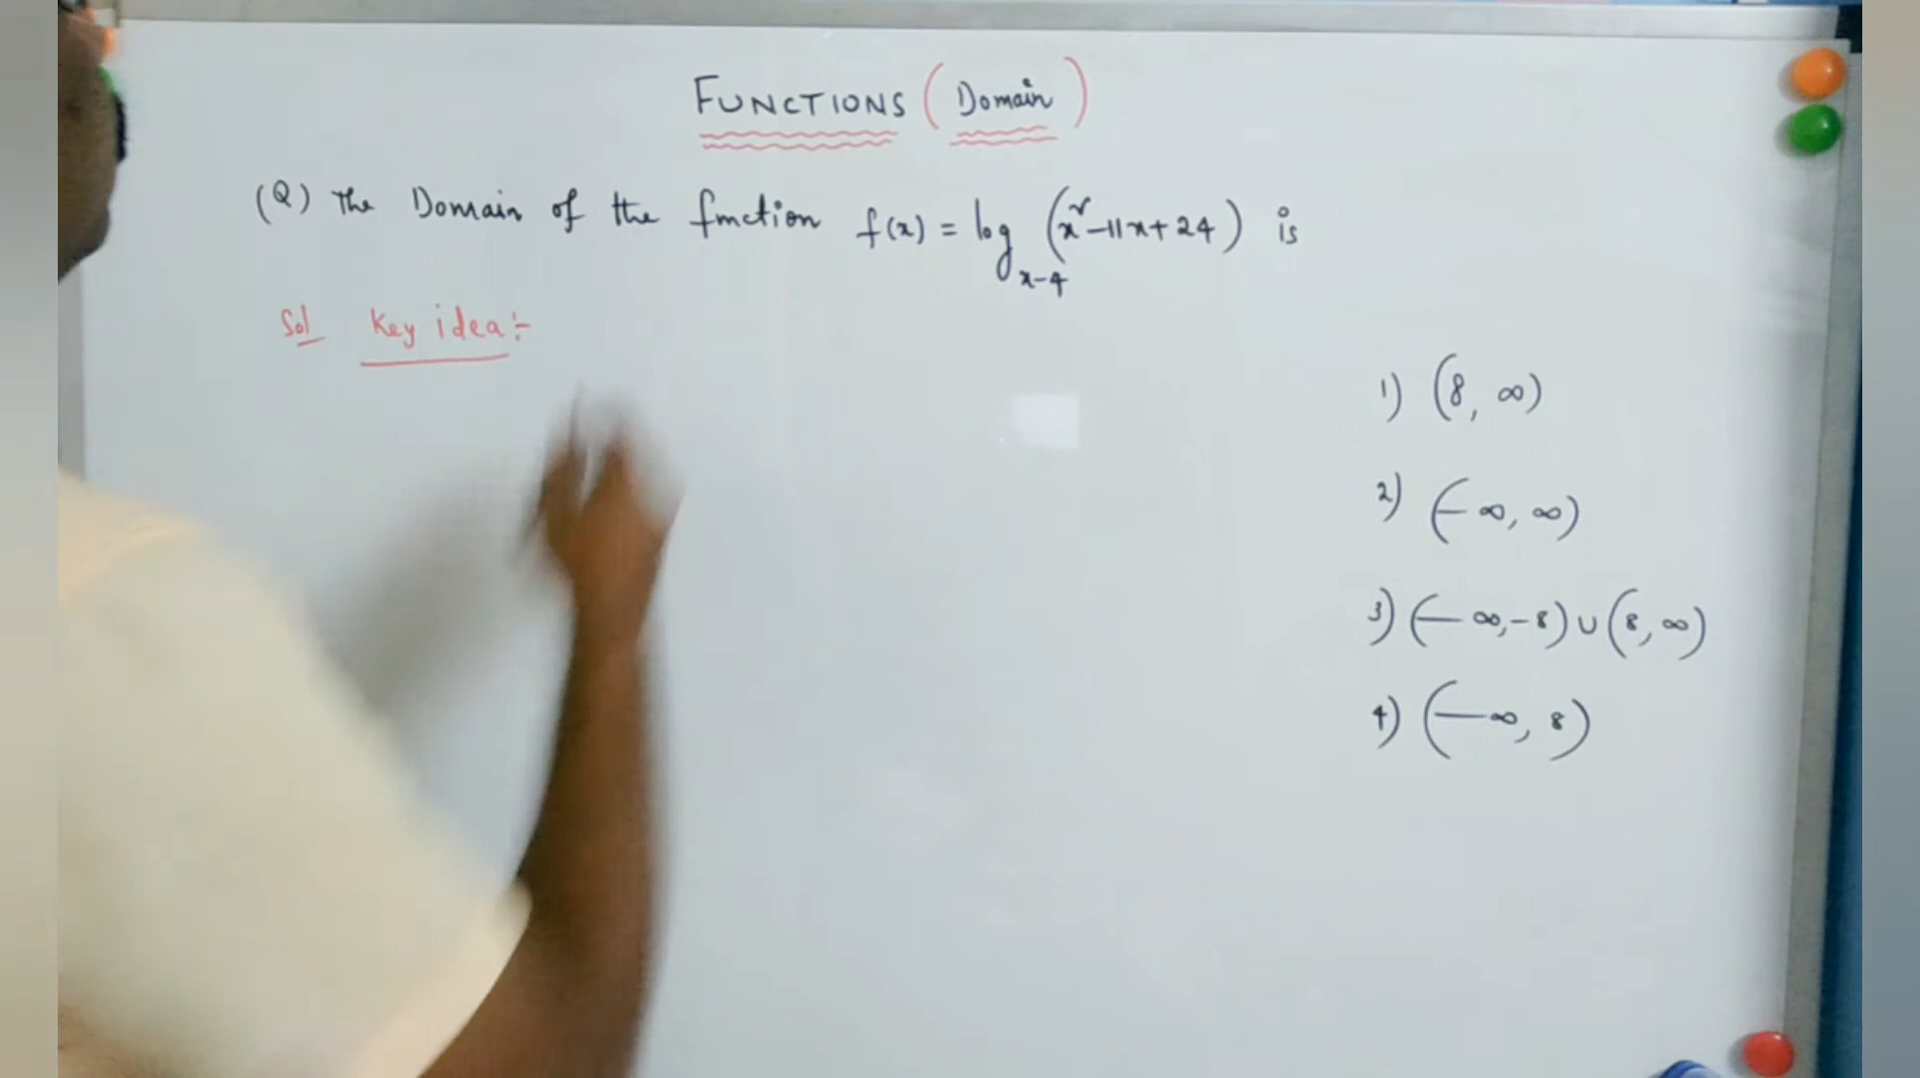 FUNCTIONS (Domain)
(Q) The Domain of the function f(x) = log_{x-4} (x²-11x+24) is
Sol Key idea:-
1) (8, ∞)
2) (-∞, ∞)
3) (-∞,-8)∪(8,∞)
4) (-∞, 8)